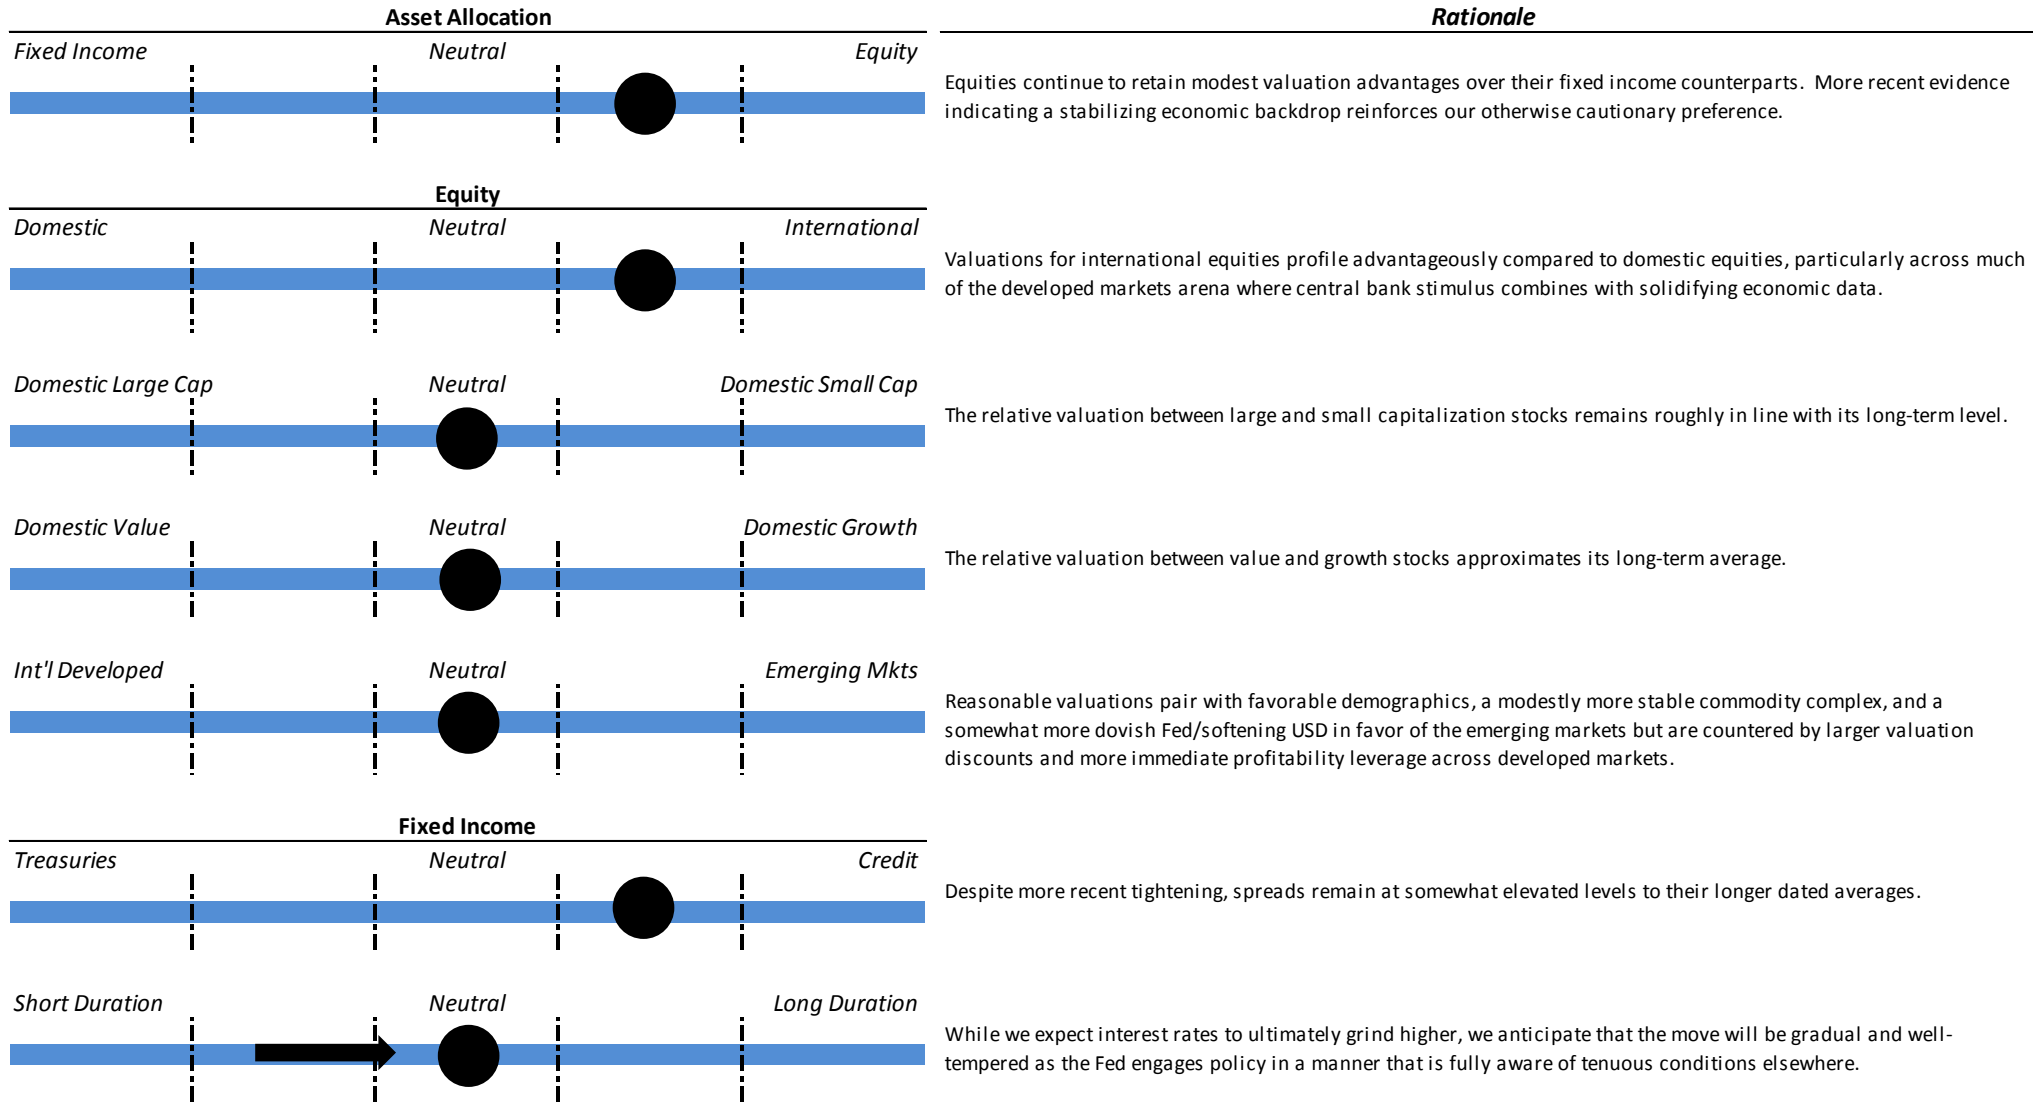 Asset Allocation
Rationale
Fixed Income Neutral Equity
Equities continue to retain modest valuation advantages over their fixed income counterparts. More recent evidence
indicating a stabilizing economic backdrop reinforces our otherwise cautionary preference.
Equity
Domestic Neutral International
Valuations for international equities profile advantageously compared to domestic equities, particularly across much
of the developed markets arena where central bank stimulus combines with solidifying economic data.
Domestic Large Cap Neutral Domestic Small Cap
The relative valuation between large and small capitalization stocks remains roughly in line with its long-term level.
Domestic Value Neutral Domestic Growth
The relative valuation between value and growth stocks approximates its long-term average.
Int'l Developed Neutral Emerging Mkts
Reasonable valuations pair with favorable demographics, a modestly more stable commodity complex, and a
somewhat more dovish Fed/softening USD in favor of the emerging markets but are countered by larger valuation
discounts and more immediate profitability leverage across developed markets.
Fixed Income
Treasuries Neutral Credit
Despite more recent tightening, spreads remain at somewhat elevated levels to their longer dated averages.
Short Duration Neutral Long Duration
While we expect interest rates to ultimately grind higher, we anticipate that the move will be gradual and well-
tempered as the Fed engages policy in a manner that is fully aware of tenuous conditions elsewhere.